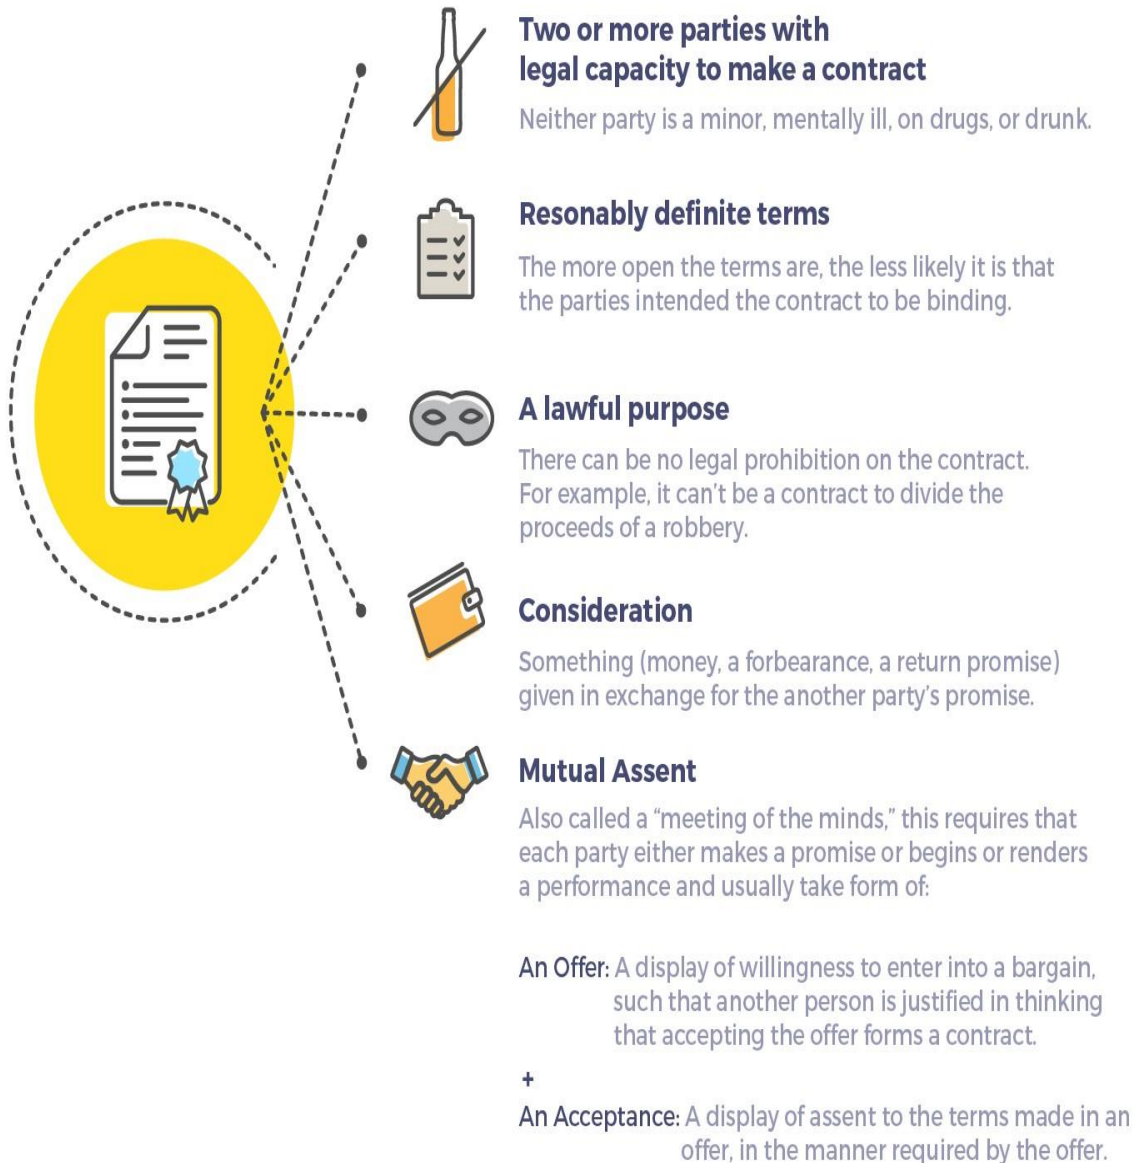 Two or more parties with
legal capacity to make a contract
Neither party is a minor, mentally ill, on drugs, or drunk.
Resonably definite terms
The more open the terms are, the less likely it is that
the parties intended the contract to be binding.
A lawful purpose
There can be no legal prohibition on the contract.
For example, it can't be a contract to divide the
proceeds of a robbery.
Consideration
Something (money, a forbearance, a return promise)
given in exchange for the another party's promise.
Mutual Assent
Also called a “meeting of the minds,” this requires that
each party either makes a promise or begins or renders
a performance and usually take form of:
An Offer: A display of willingness to enter into a bargain,
such that another person is justified in thinking
that accepting the offer forms a contract.
+
An Acceptance: A display of assent to the terms made in an
offer, in the manner required by the offer.